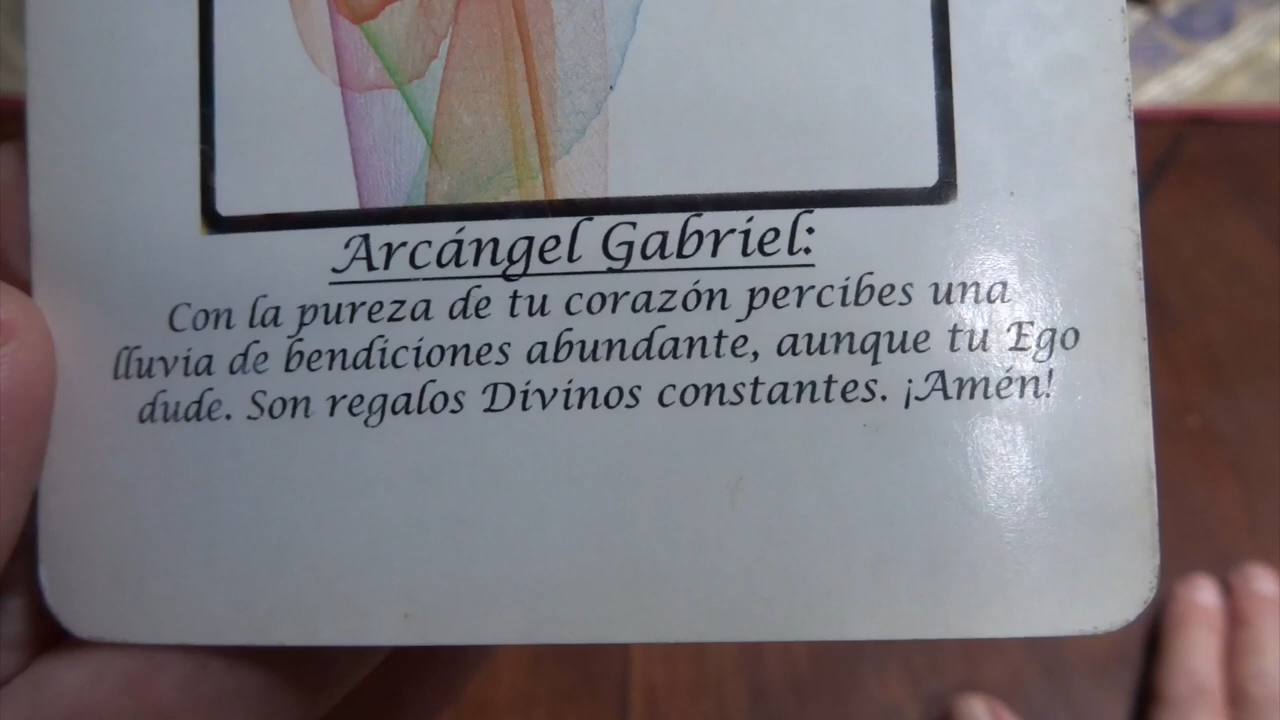 Arcángel Gabriel:
Con la pureza de tu corazón percibes una
lluvia de bendiciones abundante, aunque tu Ego
dude. Son regalos Divinos constantes. ¡Amén!